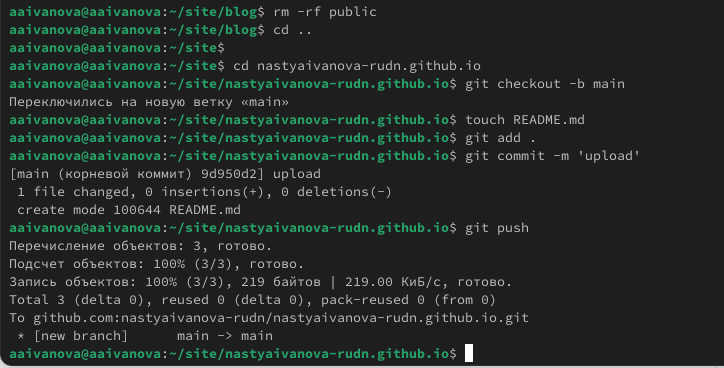 aaivanova@aaivanova:~/site/blog$ rm -rf public
aaivanova@aaivanova:~/site/blog$ cd ..
aaivanova@aaivanova:~/site$
aaivanova@aaivanova:~/site$ cd nastyaivanova-rudn.github.io
aaivanova@aaivanova:~/site/nastyaivanova-rudn.github.io$ git checkout -b main
Переключились на новую ветку «main»
aaivanova@aaivanova:~/site/nastyaivanova-rudn.github.io$ touch README.md
aaivanova@aaivanova:~/site/nastyaivanova-rudn.github.io$ git add .
aaivanova@aaivanova:~/site/nastyaivanova-rudn.github.io$ git commit -m 'upload'
[main (корневой коммит) 9d950d2] upload
 1 file changed, 0 insertions(+), 0 deletions(-)
 create mode 100644 README.md
aaivanova@aaivanova:~/site/nastyaivanova-rudn.github.io$ git push
Перечисление объектов: 3, готово.
Подсчет объектов: 100% (3/3), готово.
Запись объектов: 100% (3/3), 219 байтов | 219.00 КиБ/с, готово.
Total 3 (delta 0), reused 0 (delta 0), pack-reused 0 (from 0)
To github.com:nastyaivanova-rudn/nastyaivanova-rudn.github.io.git
 * [new branch]      main -> main
aaivanova@aaivanova:~/site/nastyaivanova-rudn.github.io$